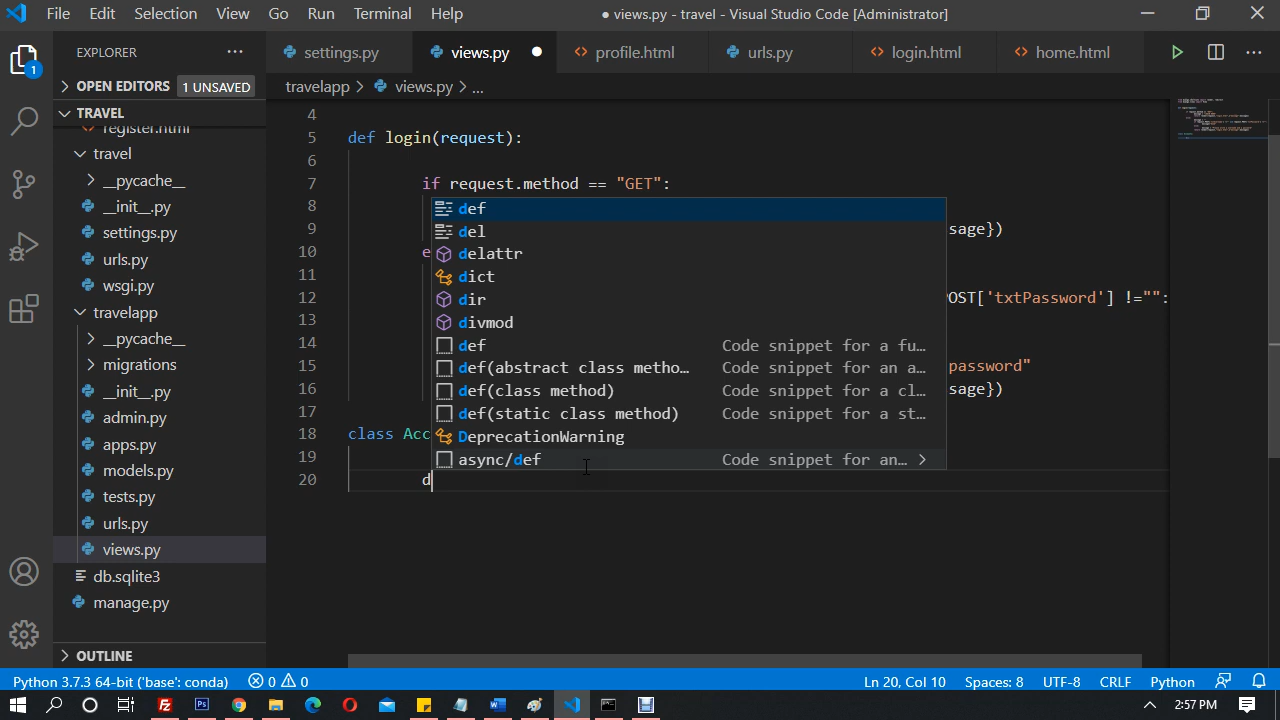 File Edit Selection View Go Run Terminal Help ● views.py - travel - Visual Studio Code [Administrator]
EXPLORER ···
settings.py views.py ● profile.html urls.py login.html home.html
OPEN EDITORS 1 UNSAVED
travelapp > views.py > ...
TRAVEL
register.html
travel
__pycache__
__init__.py
settings.py
urls.py
wsgi.py
travelapp
__pycache__
migrations
__init__.py
admin.py
apps.py
models.py
tests.py
urls.py
views.py
db.sqlite3
manage.py
OUTLINE
1
4
5 def login(request):
6
7 if request.method == "GET":
8
9 sage})
10 e
11
12 POST['txtPassword'] !="":
13
14
15 password"
16 sage})
17
18 class Acc
19
20 d
def
del
delattr
dict
dir
divmod
def Code snippet for a fu…
def(abstract class metho… Code snippet for an a…
def(class method) Code snippet for a cl…
def(static class method) Code snippet for a st…
DeprecationWarning
async/def Code snippet for an… >
Python 3.7.3 64-bit ('base': conda) 0 0 Ln 20, Col 10 Spaces: 8 UTF-8 CRLF Python
2:57 PM